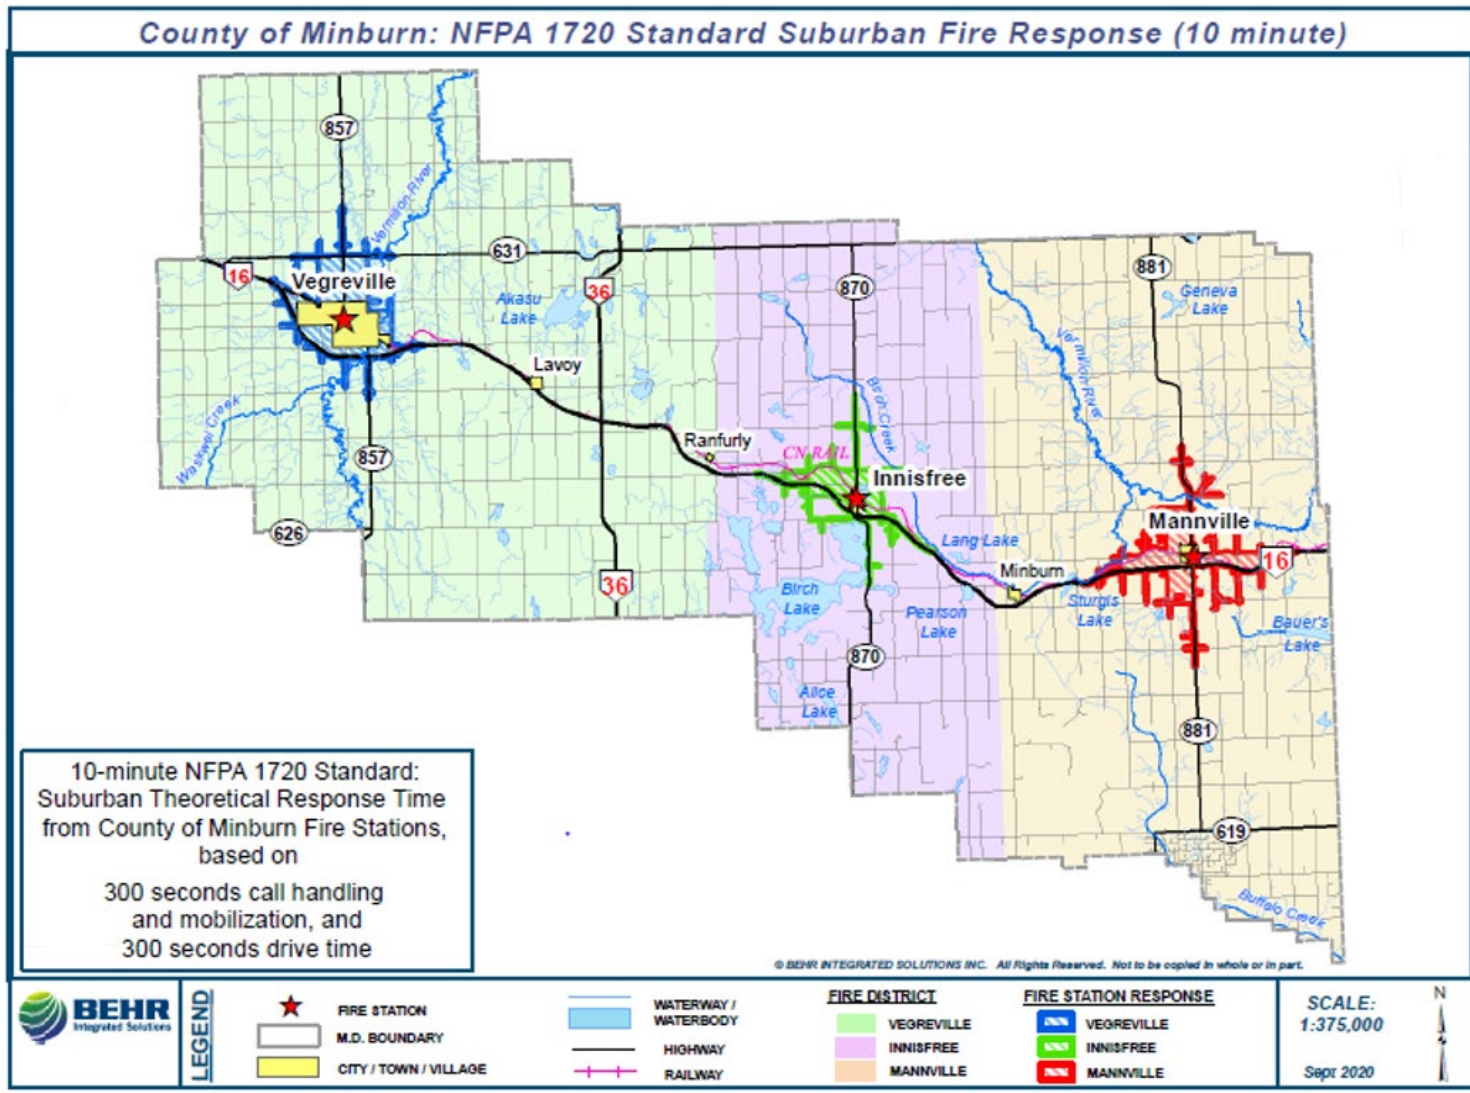 County of Minburn: NFPA 1720 Standard Suburban Fire Response (10 minute)
857
Vermilion River
631
16
Vegreville
36
Akasu
Lake
870
881
Geneva
Lake
Lavoy
Vermilion River
Birch Creek
Waskwei Creek
857
Ranfurly
CN RAIL
Innisfree
626
Mannville
Lang Lake
16
36
Minburn
Birch
Lake
Pearson
Lake
Sturgis
Lake
Bauer's
Lake
870
Alice
Lake
881
619
Buffalo Creek
10-minute NFPA 1720 Standard:
Suburban Theoretical Response Time
from County of Minburn Fire Stations,
based on
300 seconds call handling
and mobilization, and
300 seconds drive time
© BEHR INTEGRATED SOLUTIONS INC. All Rights Reserved. Not to be copied in whole or in part.
BEHR
Integrated Solutions
LEGEND
FIRE STATION
M.D. BOUNDARY
CITY / TOWN / VILLAGE
WATERWAY /
WATERBODY
HIGHWAY
RAILWAY
FIRE DISTRICT
VEGREVILLE
INNISFREE
MANNVILLE
FIRE STATION RESPONSE
VEGREVILLE
INNISFREE
MANNVILLE
SCALE:
1:375,000
Sept 2020
N